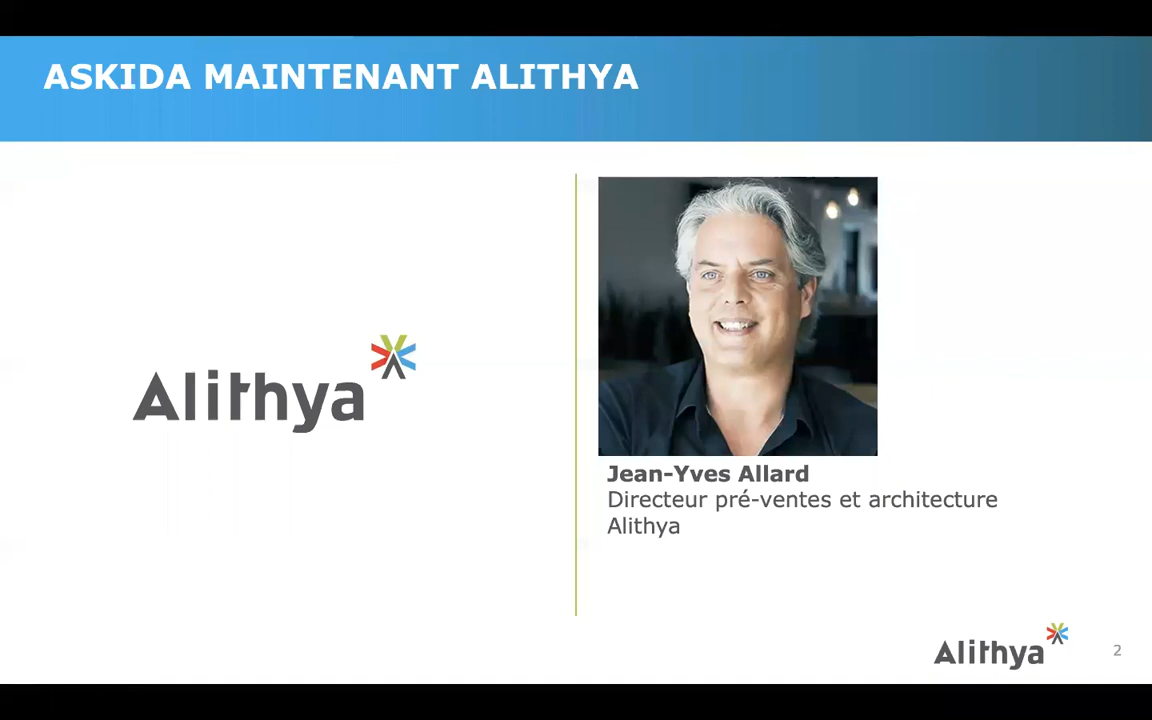 ASKIDA MAINTENANT ALITHYA
Alithya
Jean-Yves Allard
Directeur pré-ventes et architecture
Alithya
Alithya
2